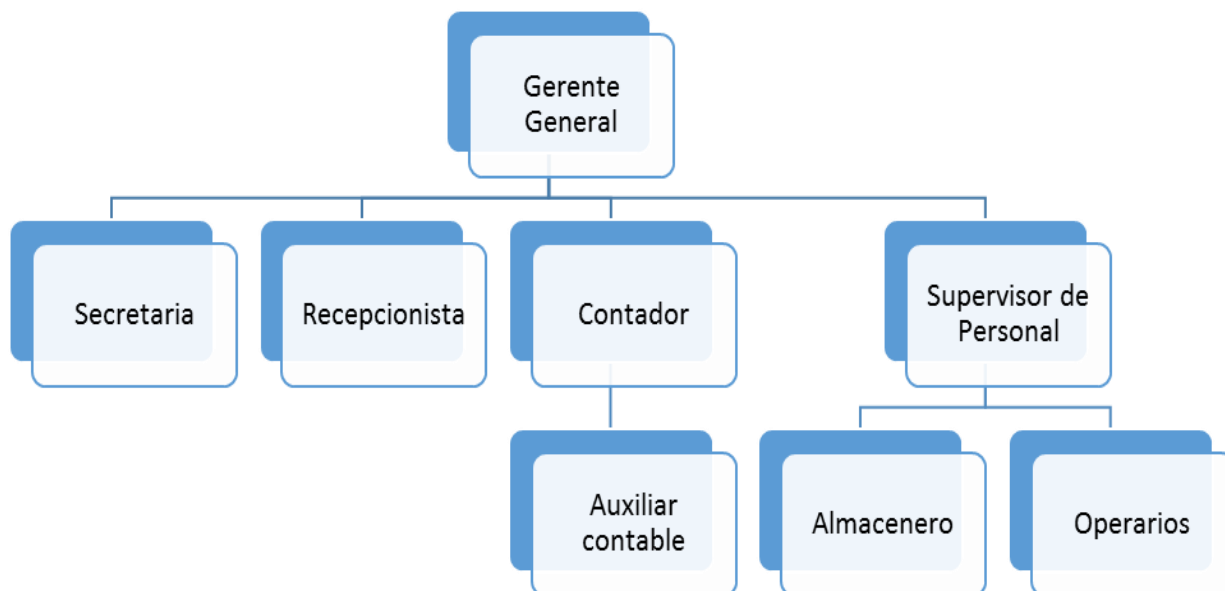 Gerente
General
Secretaria
Recepcionista
Contador
Supervisor de
Personal
Auxiliar
contable
Almacenero
Operarios